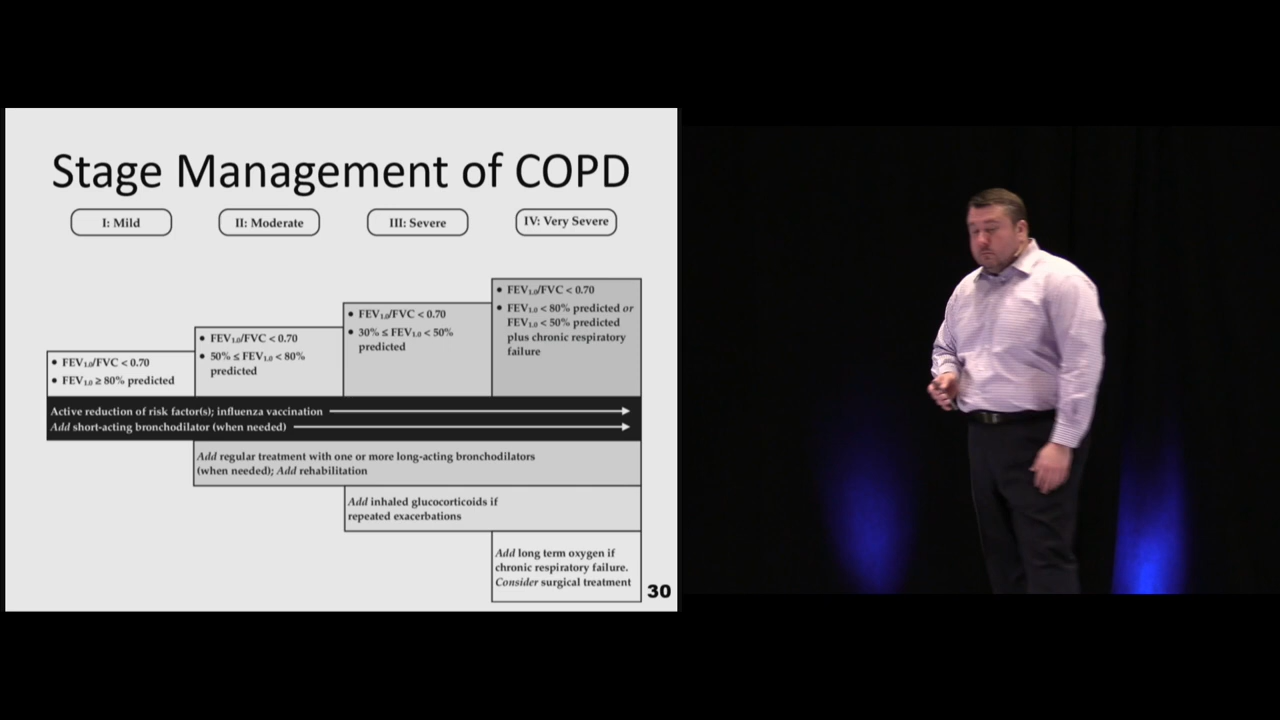 Stage Management of COPD
I: Mild
II: Moderate
III: Severe
IV: Very Severe
• FEV1.0/FVC < 0.70
• FEV1.0 ≥ 80% predicted
• FEV1.0/FVC < 0.70
• 50% ≤ FEV1.0 < 80%
predicted
• FEV1.0/FVC < 0.70
• 30% ≤ FEV1.0 < 50%
predicted
• FEV1.0/FVC < 0.70
• FEV1.0 < 80% predicted or
FEV1.0 < 50% predicted
plus chronic respiratory
failure
Active reduction of risk factor(s); influenza vaccination
Add short-acting bronchodilator (when needed)
Add regular treatment with one or more long-acting bronchodilators
(when needed); Add rehabilitation
Add inhaled glucocorticoids if
repeated exacerbations
Add long term oxygen if
chronic respiratory failure.
Consider surgical treatment
30